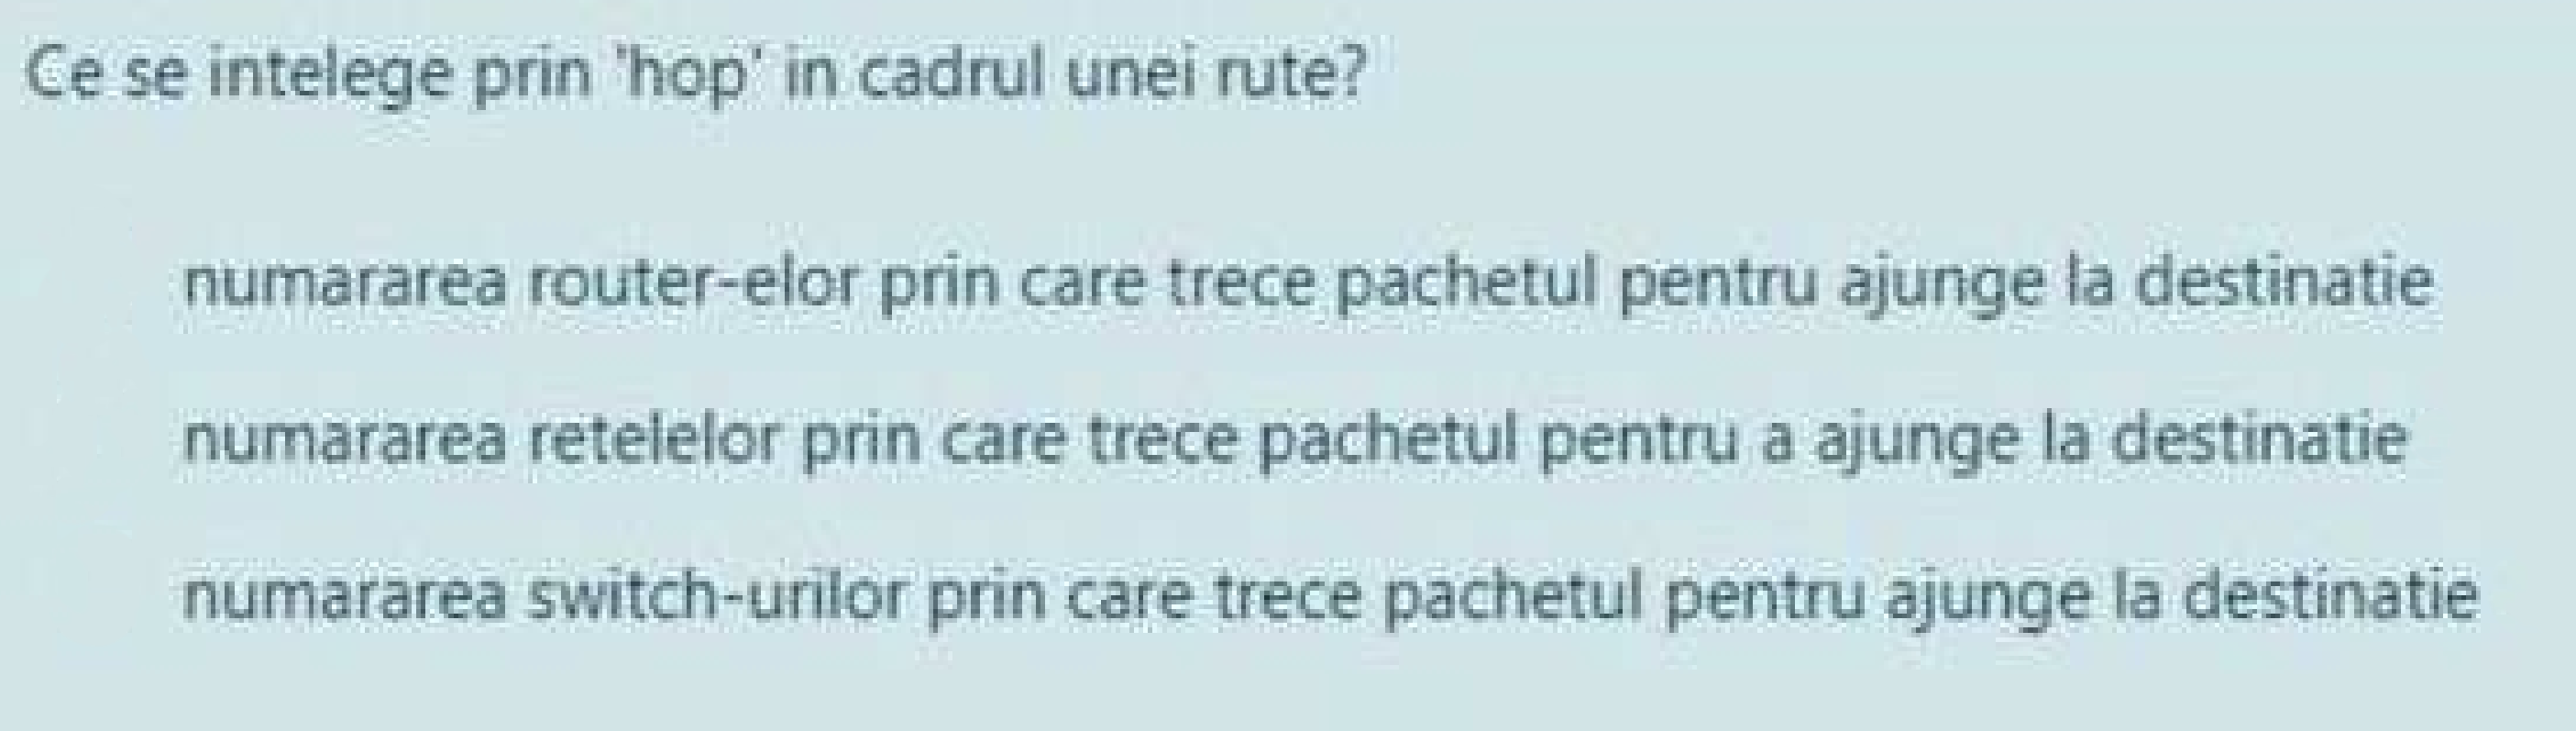 Ce se intelege prin 'hop' in cadrul unei rute?
numararea router-elor prin care trece pachetul pentru ajunge la destinatie
numararea retelelor prin care trece pachetul pentru a ajunge la destinatie
numararea switch-urilor prin care trece pachetul pentru ajunge la destinatie